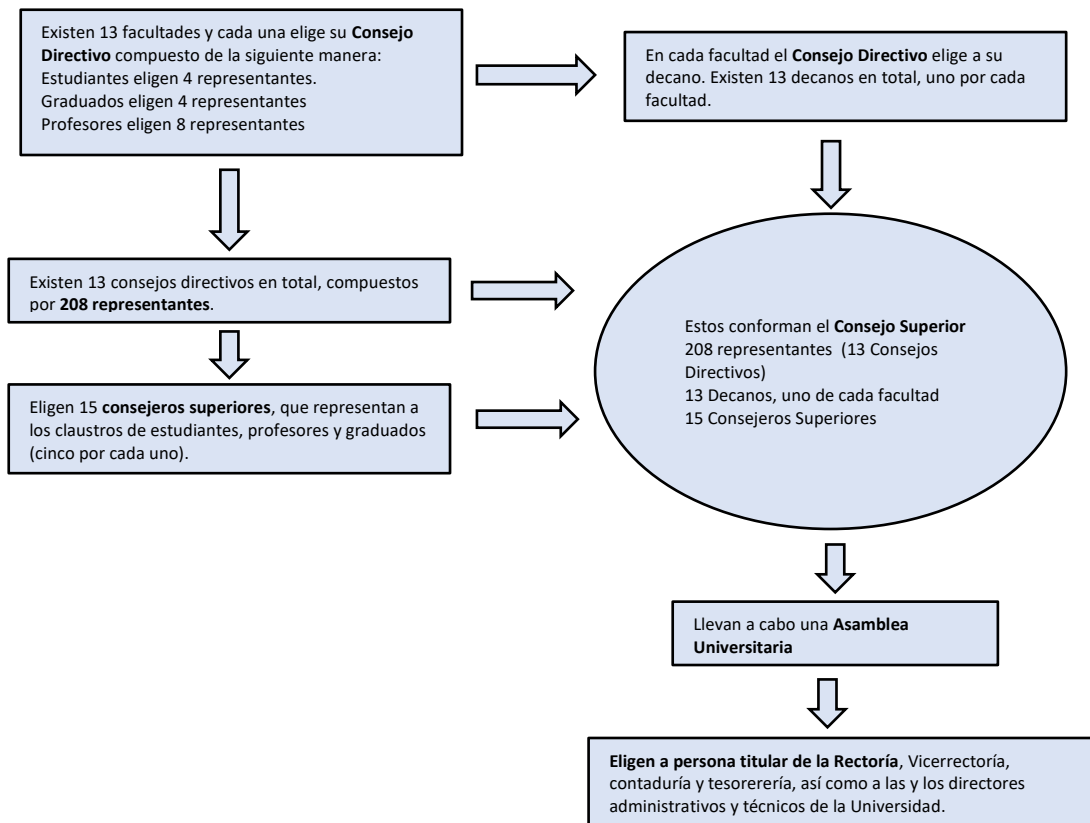 Existen 13 facultades y cada una elige su Consejo
Directivo compuesto de la siguiente manera:
Estudiantes eligen 4 representantes.
Graduados eligen 4 representantes
Profesores eligen 8 representantes
En cada facultad el Consejo Directivo elige a su
decano. Existen 13 decanos en total, uno por cada
facultad.
Existen 13 consejos directivos en total, compuestos
por 208 representantes.
Estos conforman el Consejo Superior
208 representantes (13 Consejos
Directivos)
13 Decanos, uno de cada facultad
15 Consejeros Superiores
Eligen 15 consejeros superiores, que representan a
los claustros de estudiantes, profesores y graduados
(cinco por cada uno).
Llevan a cabo una Asamblea
Universitaria
Eligen a persona titular de la Rectoría, Vicerrectoría,
contaduría y tesorerería, así como a las y los directores
administrativos y técnicos de la Universidad.